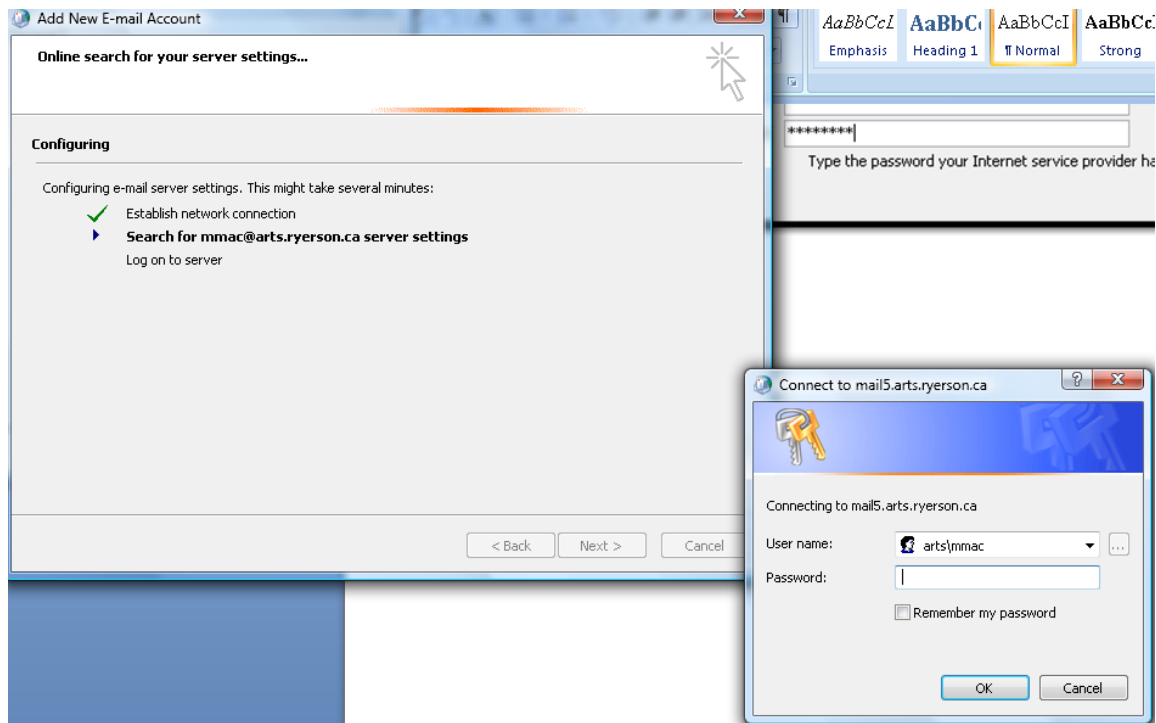 Add New E-mail Account
Online search for your server settings...
Configuring
Configuring e-mail server settings. This might take several minutes:
Establish network connection
Search for mmac@arts.ryerson.ca server settings
Log on to server
< Back Next > Cancel
¶ AaBbCcL AaBbC AaBbCcI AaBbCc
Emphasis Heading 1 ¶ Normal Strong
********
Type the password your Internet service provider ha
Connect to mail5.arts.ryerson.ca
?
Connecting to mail5.arts.ryerson.ca
User name: arts\mmac ...
Password:
Remember my password
OK Cancel